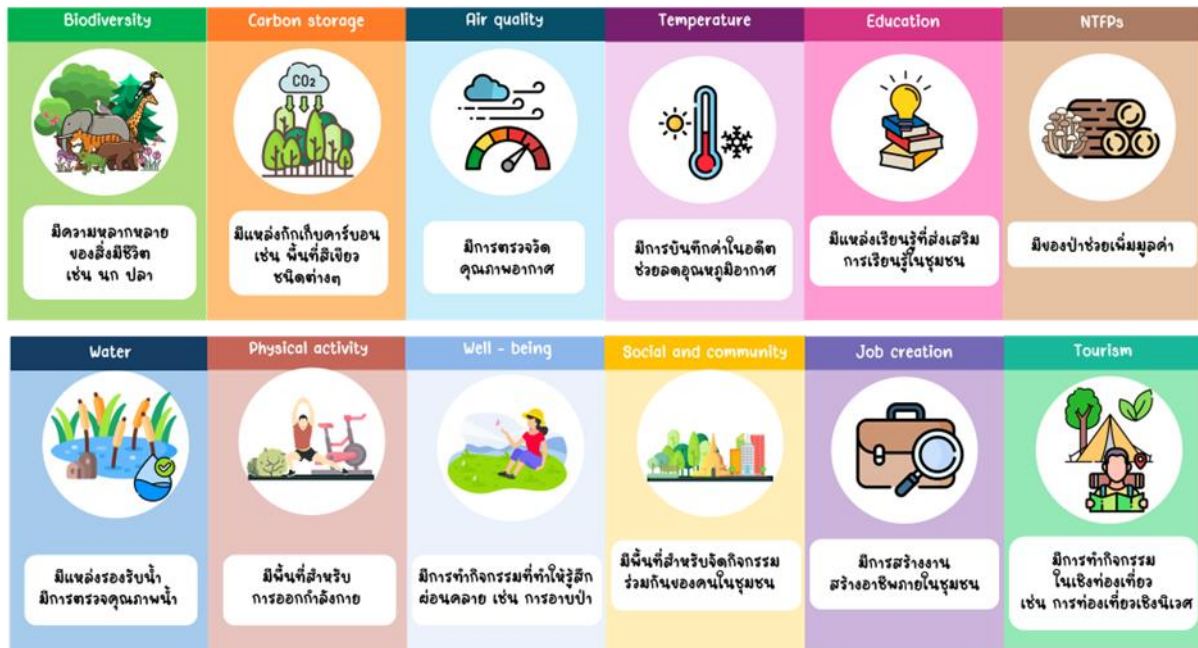 Biodiversity
Carbon storage
Air quality
Temperature
Education
NTFPs
CO₂
มีความหลากหลาย
ของสิ่งมีชีวิต
เช่น นก ปลา
มีแหล่งกักเก็บคาร์บอน
เช่น พื้นที่สีเขียว
ชนิดต่างๆ
มีการตรวจวัด
คุณภาพอากาศ
มีการบันทึกค่าในอดีต
ช่วยลดอุณหภูมิอากาศ
มีแหล่งเรียนรู้ที่ส่งเสริม
การเรียนรู้ในชุมชน
มีของป่าช่วยเพิ่มมูลค่า
Water
Physical activity
Well - being
Social and community
Job creation
Tourism
มีแหล่งรองรับน้ำ
มีการตรวจคุณภาพน้ำ
มีพื้นที่สำหรับ
การออกกำลังกาย
มีการทำกิจกรรมที่ทำให้รู้สึก
ผ่อนคลาย เช่น การอาบป่า
มีพื้นที่สำหรับจัดกิจกรรม
ร่วมกันของคนในชุมชน
มีการสร้างงาน
สร้างอาชีพภายในชุมชน
มีการทำกิจกรรม
ในเชิงท่องเที่ยว
เช่น การท่องเที่ยวเชิงนิเวศ